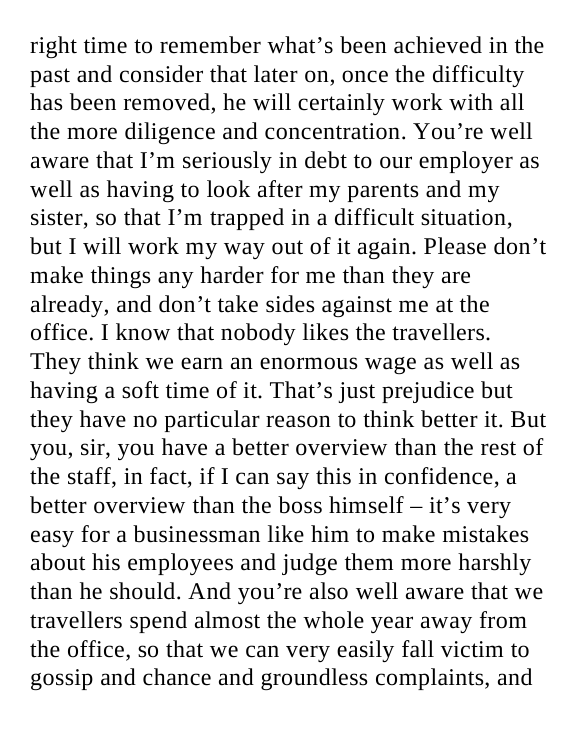 right time to remember what’s been achieved in the
past and consider that later on, once the difficulty
has been removed, he will certainly work with all
the more diligence and concentration. You’re well
aware that I’m seriously in debt to our employer as
well as having to look after my parents and my
sister, so that I’m trapped in a difficult situation,
but I will work my way out of it again. Please don’t
make things any harder for me than they are
already, and don’t take sides against me at the
office. I know that nobody likes the travellers.
They think we earn an enormous wage as well as
having a soft time of it. That’s just prejudice but
they have no particular reason to think better it. But
you, sir, you have a better overview than the rest of
the staff, in fact, if I can say this in confidence, a
better overview than the boss himself – it’s very
easy for a businessman like him to make mistakes
about his employees and judge them more harshly
than he should. And you’re also well aware that we
travellers spend almost the whole year away from
the office, so that we can very easily fall victim to
gossip and chance and groundless complaints, and